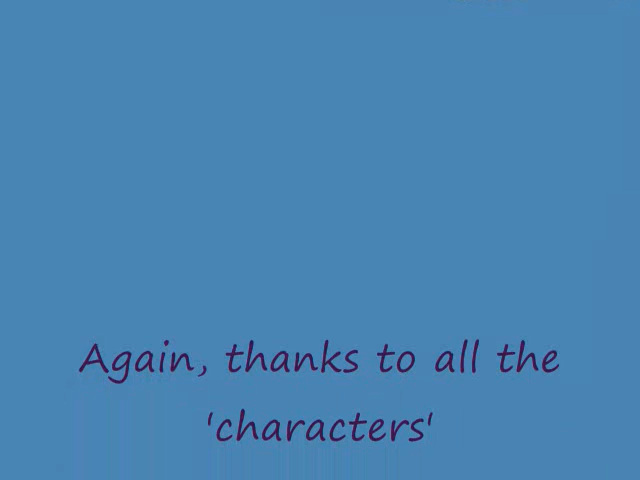 Again, thanks to all the
'characters'